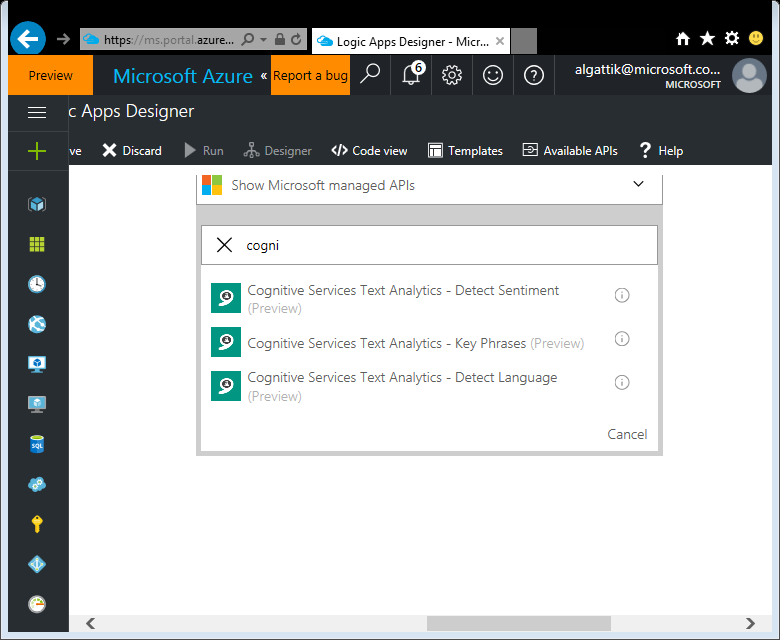 https://ms.portal.azure...
Logic Apps Designer - Micr...
Preview
Microsoft Azure «
Report a bug
6
algattik@microsoft.co...
MICROSOFT
c Apps Designer
ve
Discard
Run
Designer
Code view
Templates
Available APIs
Help
Show Microsoft managed APIs
cogni
Cognitive Services Text Analytics - Detect Sentiment
(Preview)
Cognitive Services Text Analytics - Key Phrases (Preview)
Cognitive Services Text Analytics - Detect Language
(Preview)
Cancel
SQL